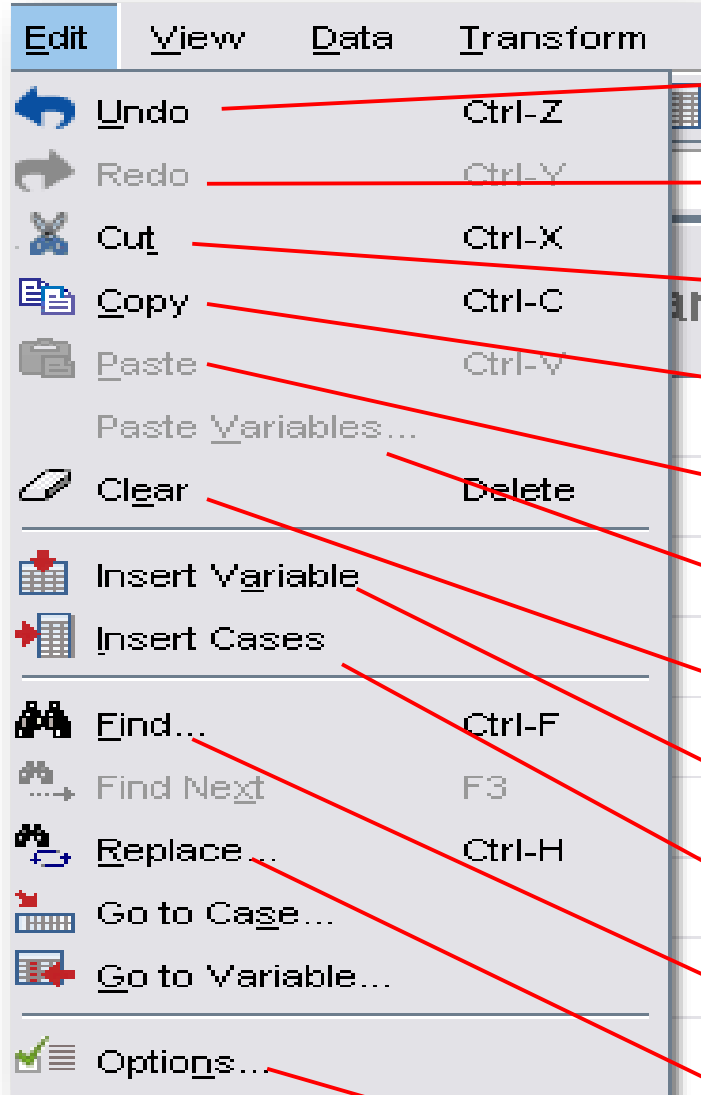 Edit View Data Transform
Undo Ctrl-Z
Redo Ctrl-Y
Cut Ctrl-X
Copy Ctrl-C
Paste Ctrl-V
Paste Variables...
Clear Delete
Insert Variable
Insert Cases
Find... Ctrl-F
Find Next F3
Replace... Ctrl-H
Go to Case...
Go to Variable...
Options...